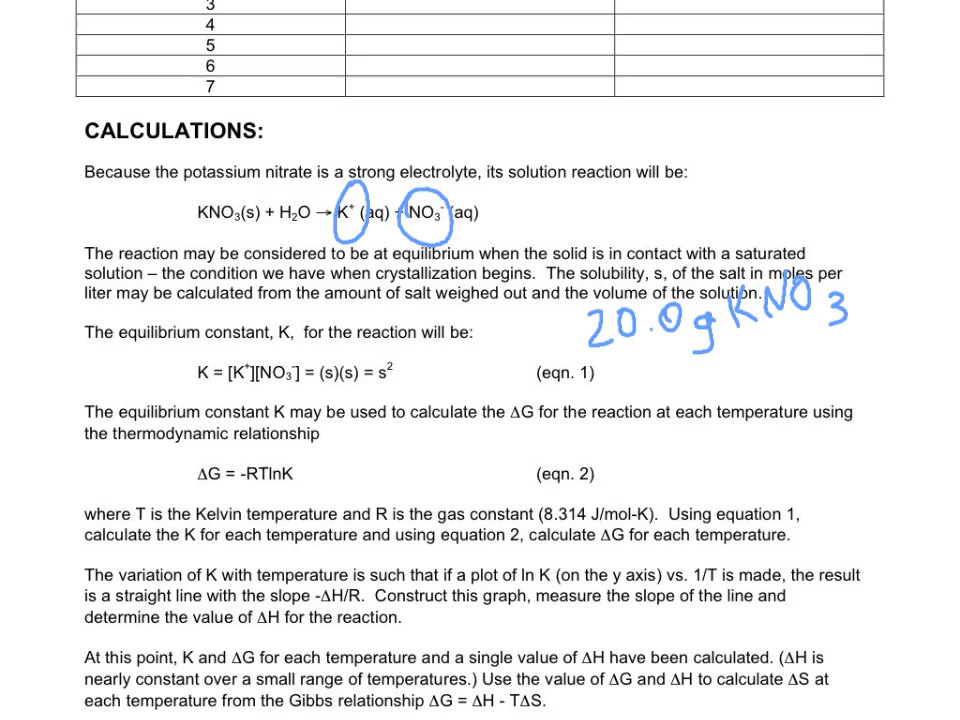 3
4
5
6
7
CALCULATIONS:
Because the potassium nitrate is a strong electrolyte, its solution reaction will be:
KNO₃(s) + H₂O → K⁺ (aq) + NO₃⁻ (aq)
The reaction may be considered to be at equilibrium when the solid is in contact with a saturated
solution – the condition we have when crystallization begins. The solubility, s, of the salt in moles per
liter may be calculated from the amount of salt weighed out and the volume of the solution.
20.0g KNO3
The equilibrium constant, K, for the reaction will be:
K = [K⁺][NO₃⁻] = (s)(s) = s² (eqn. 1)
The equilibrium constant K may be used to calculate the ΔG for the reaction at each temperature using
the thermodynamic relationship
ΔG = -RTlnK (eqn. 2)
where T is the Kelvin temperature and R is the gas constant (8.314 J/mol-K). Using equation 1,
calculate the K for each temperature and using equation 2, calculate ΔG for each temperature.
The variation of K with temperature is such that if a plot of ln K (on the y axis) vs. 1/T is made, the result
is a straight line with the slope -ΔH/R. Construct this graph, measure the slope of the line and
determine the value of ΔH for the reaction.
At this point, K and ΔG for each temperature and a single value of ΔH have been calculated. (ΔH is
nearly constant over a small range of temperatures.) Use the value of ΔG and ΔH to calculate ΔS at
each temperature from the Gibbs relationship ΔG = ΔH - TΔS.